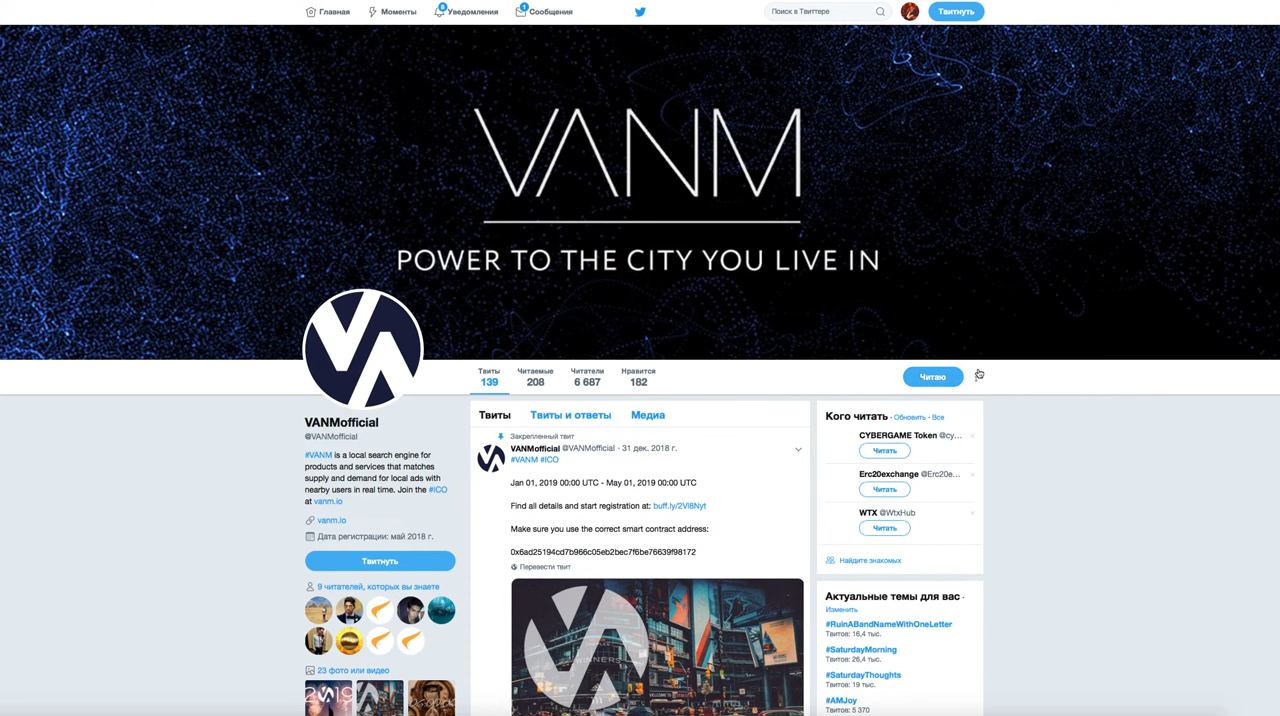 Главная
Моменты
8
Уведомления
1
Сообщения
Поиск в Твиттере
Твитнуть
VANM
POWER TO THE CITY YOU LIVE IN
VA
Твиты
139
Читаемые
208
Читатели
6 687
Нравится
182
Читаю
VANMofficial
@VANMofficial
#VANM is a local search engine for
products and services that matches
supply and demand for local ads with
nearby users in real time. Join the #ICO
at vanm.io
vanm.io
Дата регистрации: май 2018 г.
Твитнуть
9 читателей, которых вы знаете
23 фото или видео
2019
Твиты
Твиты и ответы
Медиа
Закрепленный твит
VANMofficial @VANMofficial · 31 дек. 2018 г.
#VANM #ICO
Jan 01, 2019 00:00 UTC - May 01, 2019 00:00 UTC
Find all details and start registration at: buff.ly/2Vl8Nyt
Make sure you use the correct smart contract address:
0x6ad25194cd7b966c05eb2bec7f6be76639f98172
Перевести твит
WINNERS
Кого читать · Обновить · Все
CYBERGAME Token @cy...
Читать
Erc20exchange @Erc20e...
Читать
WTX @WtxHub
Читать
Найдите знакомых
Актуальные темы для вас ·
Изменить
#RuinABandNameWithOneLetter
Твитов: 16,4 тыс.
#SaturdayMorning
Твитов: 26,4 тыс.
#SaturdayThoughts
Твитов: 19 тыс.
#AMJoy
Твитов: 5 370